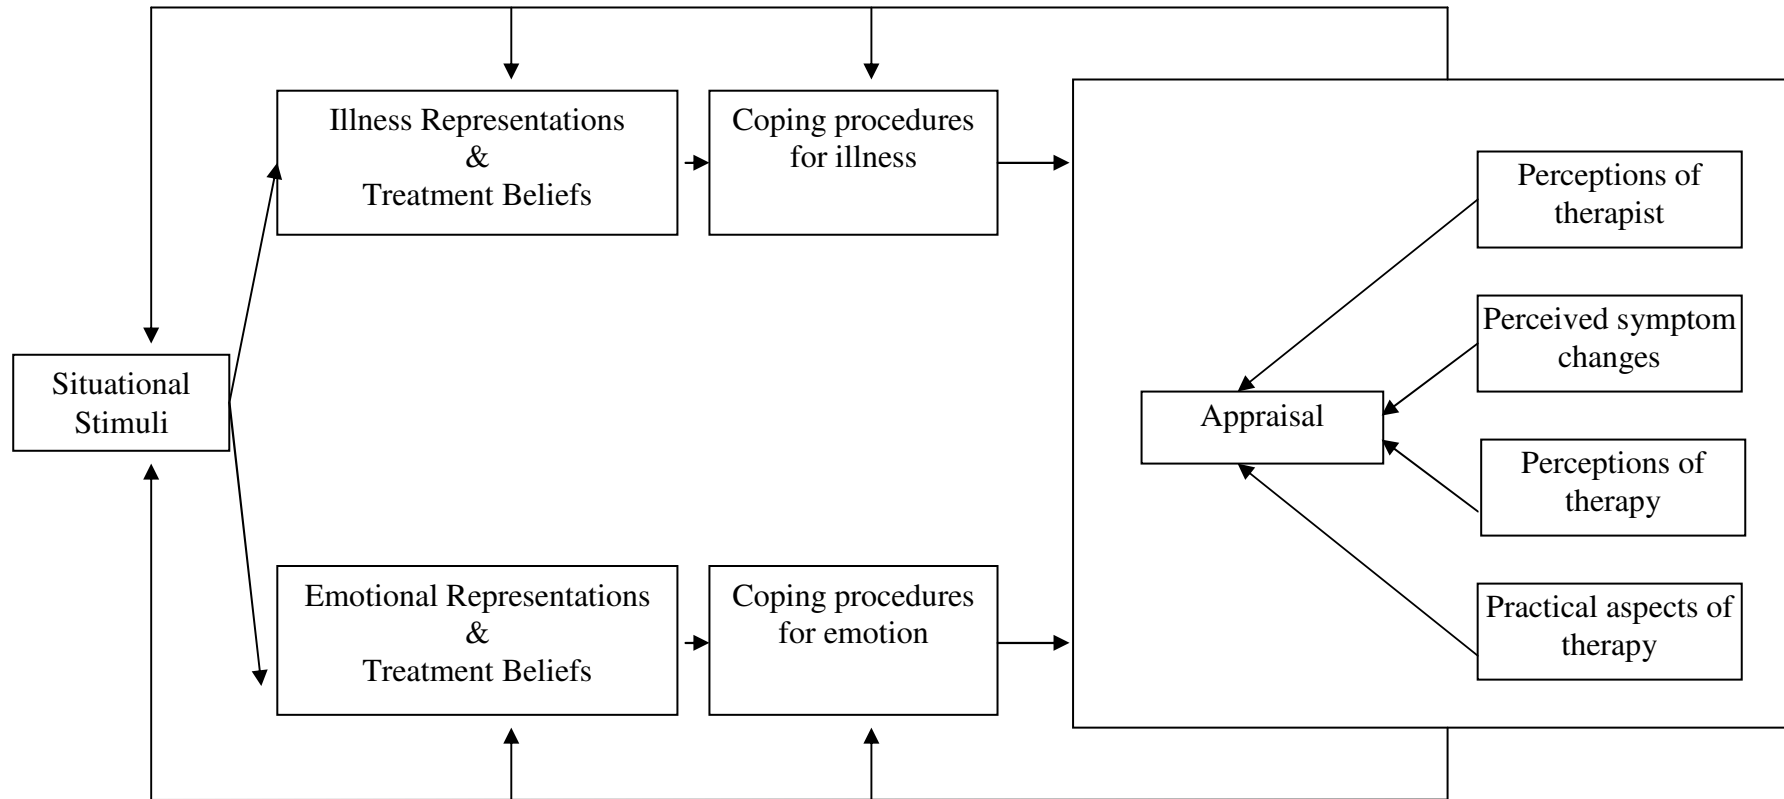 Illness Representations
&
Treatment Beliefs
Coping procedures
for illness
Perceptions of
therapist
Perceived symptom
changes
Situational
Stimuli
Appraisal
Perceptions of
therapy
Emotional Representations
&
Treatment Beliefs
Coping procedures
for emotion
Practical aspects of
therapy